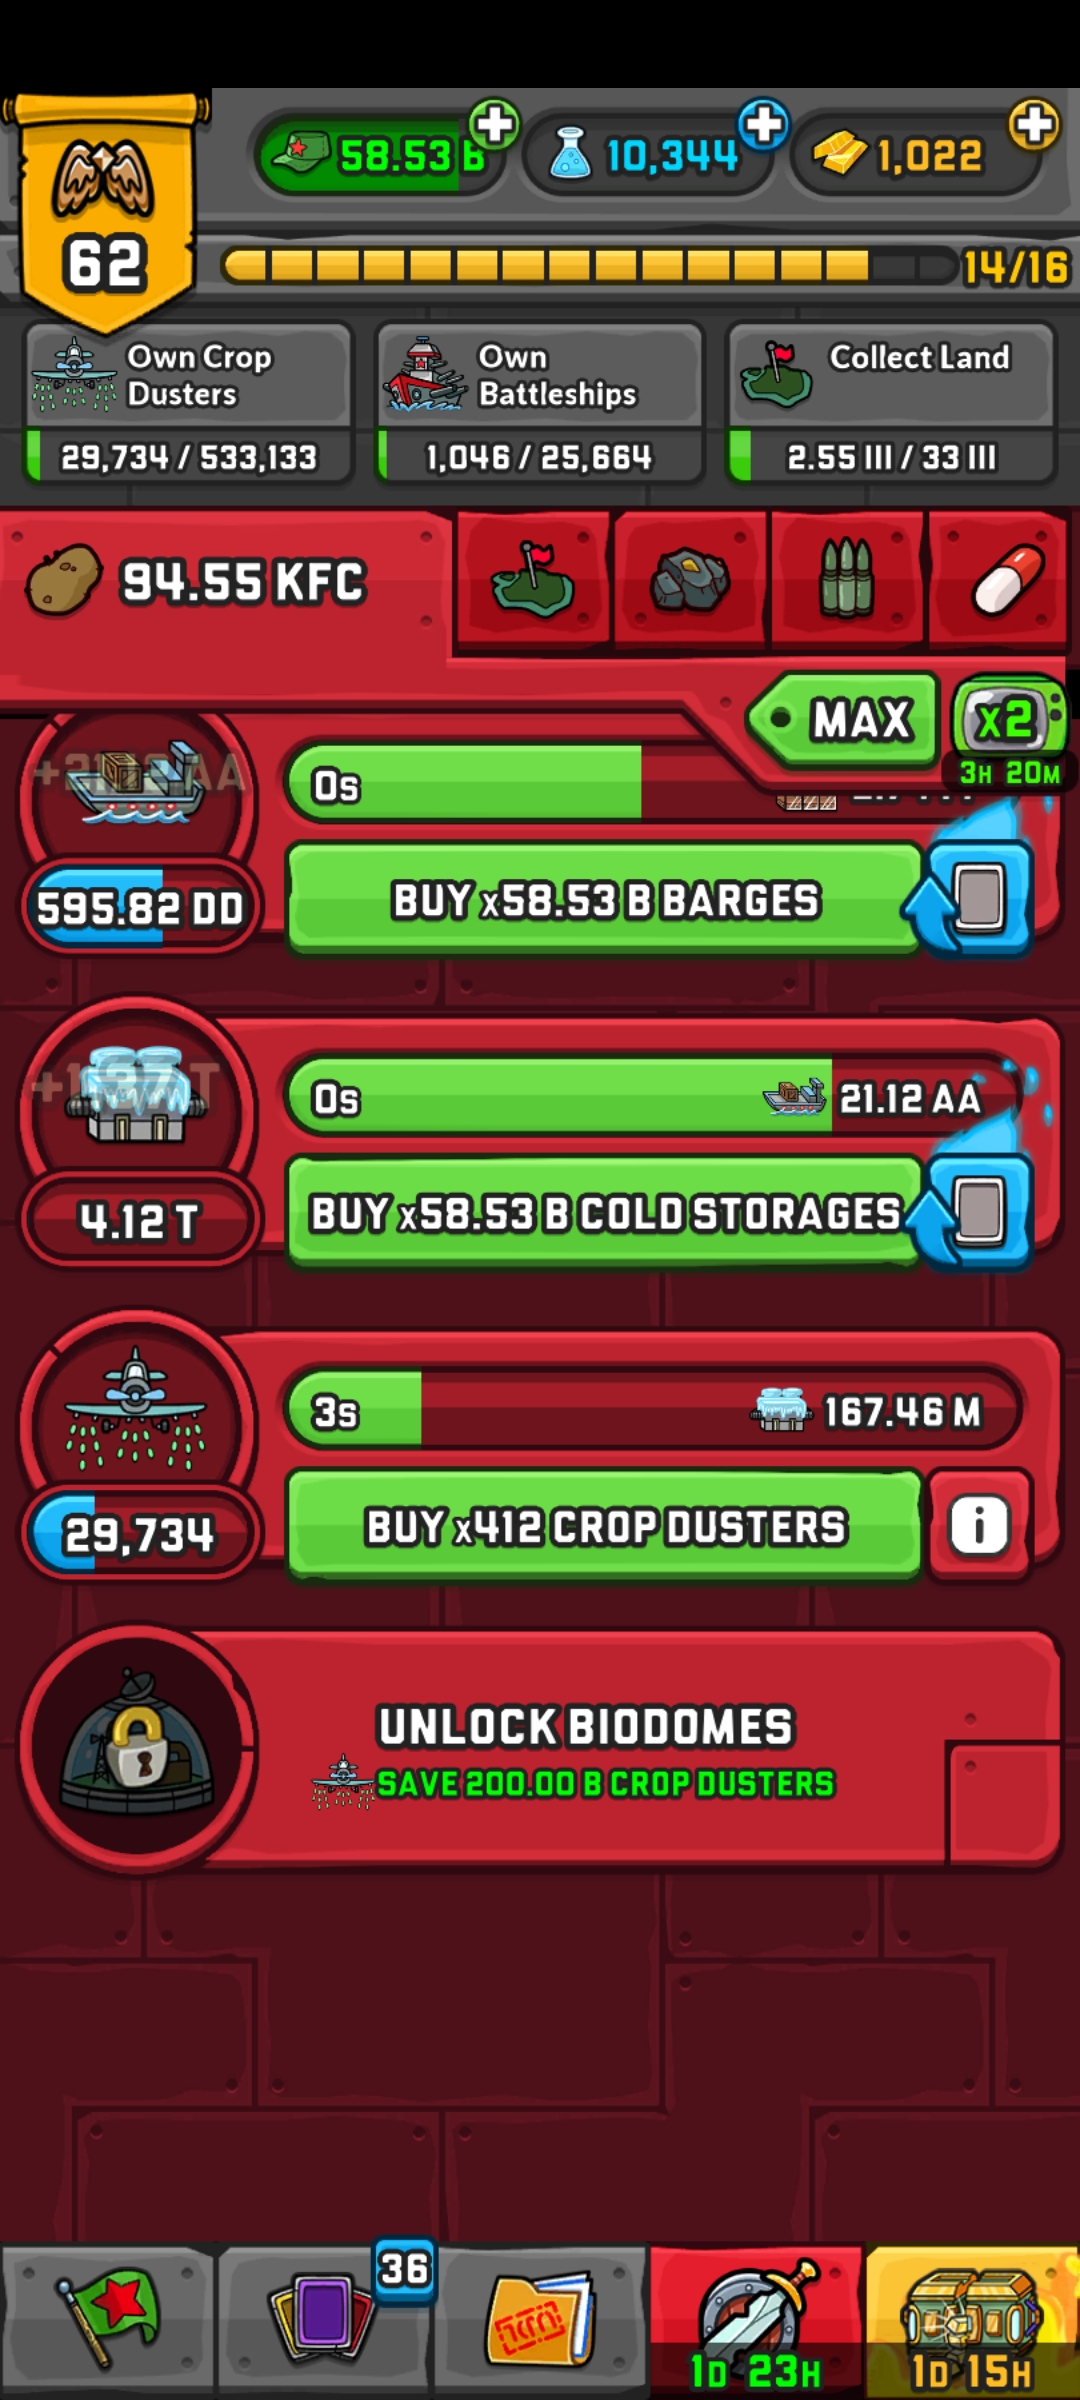 58.53 B
10,344
1,022
62
14/16
Own Crop
Dusters
Own
Battleships
Collect Land
29,734 / 533,133
1,046 / 25,664
2.55 III / 33 III
94.55 KFC
MAX
x2
3H 20M
0s
595.82 DD
BUY x58.53 B BARGES
0s
21.12 AA
4.12 T
BUY x58.53 B COLD STORAGES
3s
167.46 M
29,734
BUY x412 CROP DUSTERS
i
UNLOCK BIODOMES
SAVE 200.00 B CROP DUSTERS
36
1D 23H
1D 15H